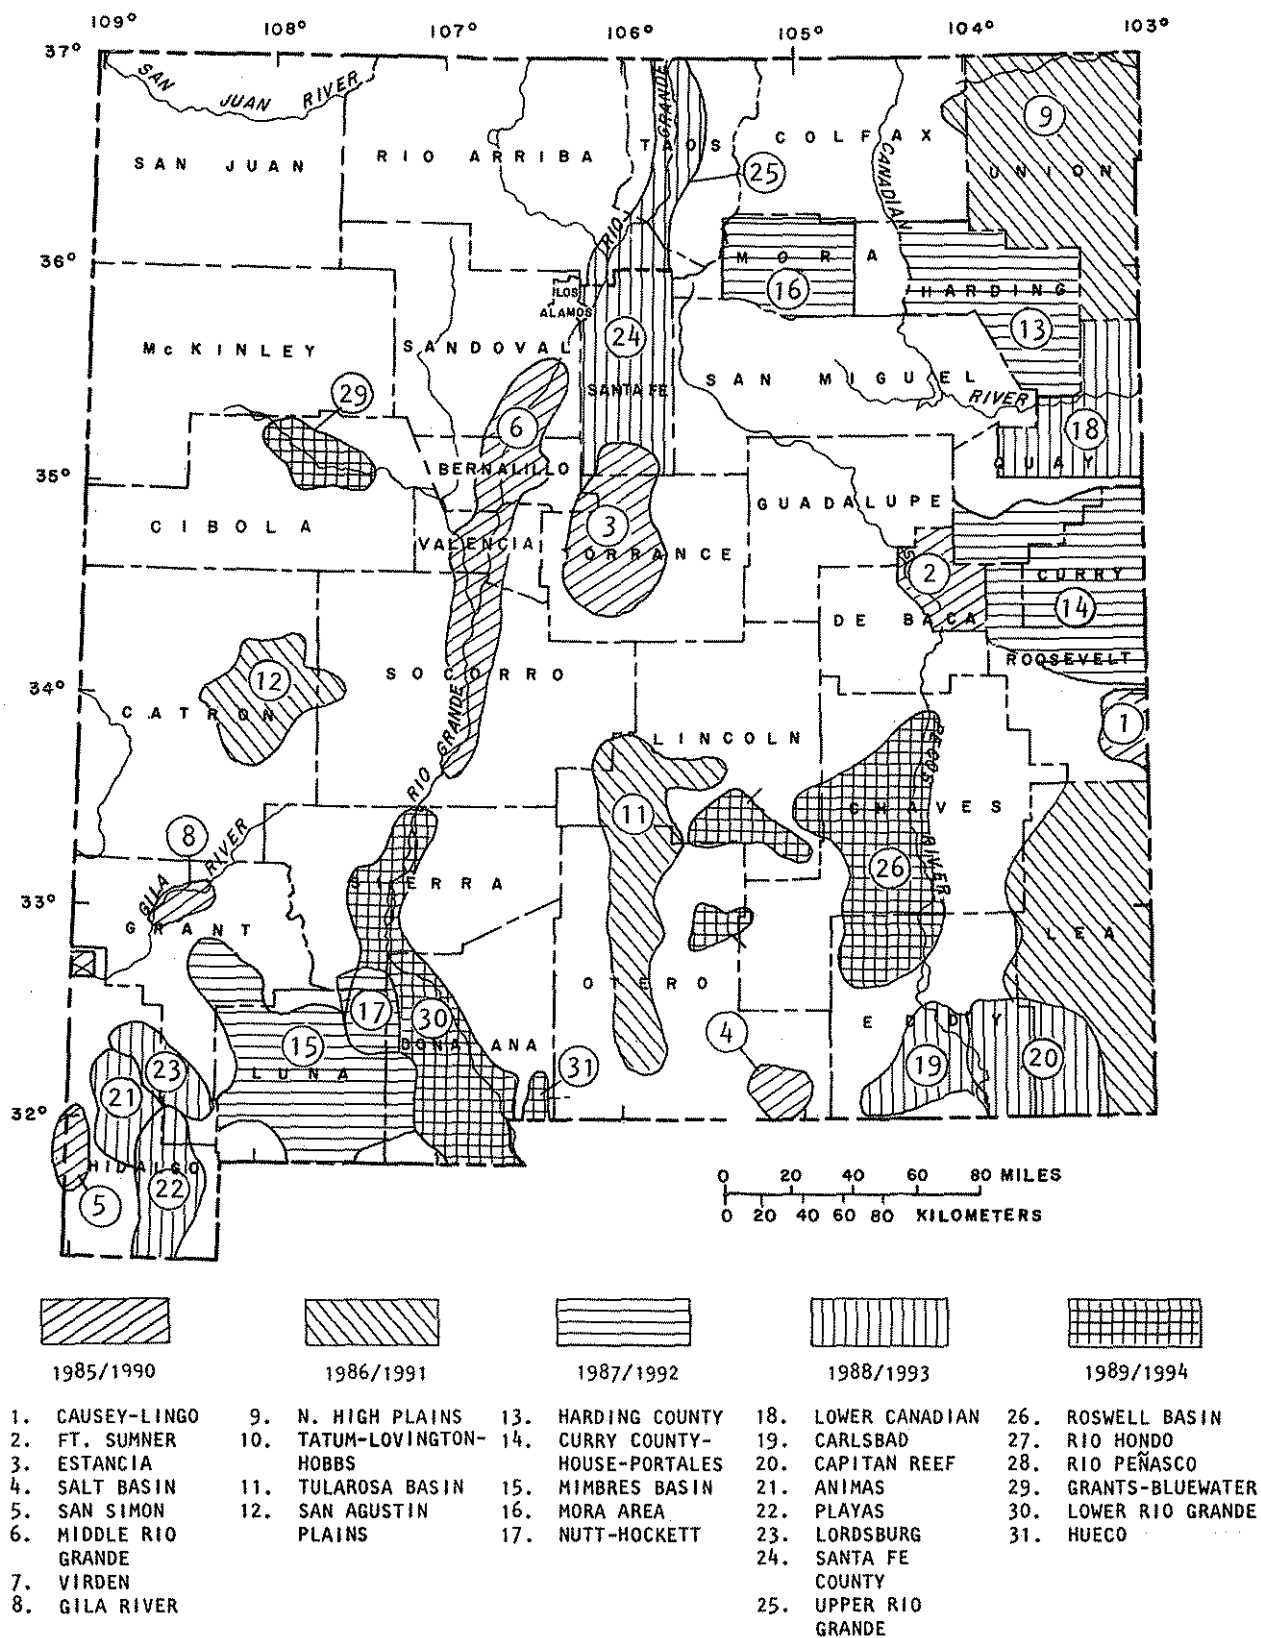 109° 108° 107° 106° 105° 104° 103°
37°
SAN JUAN RIVER
RIO GRANDE
9
SAN JUAN
RIO ARRIBA
TAOS
COLFAX
CANADIAN
UNION
25
36°
MORA
16
HARDING
13
LOS
ALAMOS
24
McKINLEY
SANDOVAL
SANTA FE
SAN MIGUEL
RIVER
29
6
18
QUAY
35°
BERNALILLO
GUADALUPE
CIBOLA
VALENCIA
3
TORRANCE
2
CURRY
14
DE BACA
ROOSEVELT
12
SOCORRO
34°
CATRON
RIO GRANDE
LINCOLN
PECOS RIVER
1
8
11
CHAVES
GILA RIVER
26
SIERRA
33°
GRANT
LEA
OTERO
17
30
4
EDDY
15
DONA ANA
19
20
23
LUNA
31
21
32°
HIDALGO
22
5
0 20 40 60 80 MILES
0 20 40 60 80 KILOMETERS
1985/1990
1. CAUSEY-LINGO
2. FT. SUMNER
3. ESTANCIA
4. SALT BASIN
5. SAN SIMON
6. MIDDLE RIO
GRANDE
7. VIRDEN
8. GILA RIVER
1986/1991
9. N. HIGH PLAINS
10. TATUM-LOVINGTON-
HOBBS
11. TULAROSA BASIN
12. SAN AGUSTIN
PLAINS
1987/1992
13. HARDING COUNTY
14. CURRY COUNTY-
HOUSE-PORTALES
15. MIMBRES BASIN
16. MORA AREA
17. NUTT-HOCKETT
1988/1993
18. LOWER CANADIAN
19. CARLSBAD
20. CAPITAN REEF
21. ANIMAS
22. PLAYAS
23. LORDSBURG
24. SANTA FE
COUNTY
25. UPPER RIO
GRANDE
1989/1994
26. ROSWELL BASIN
27. RIO HONDO
28. RIO PEÑASCO
29. GRANTS-BLUEWATER
30. LOWER RIO GRANDE
31. HUECO